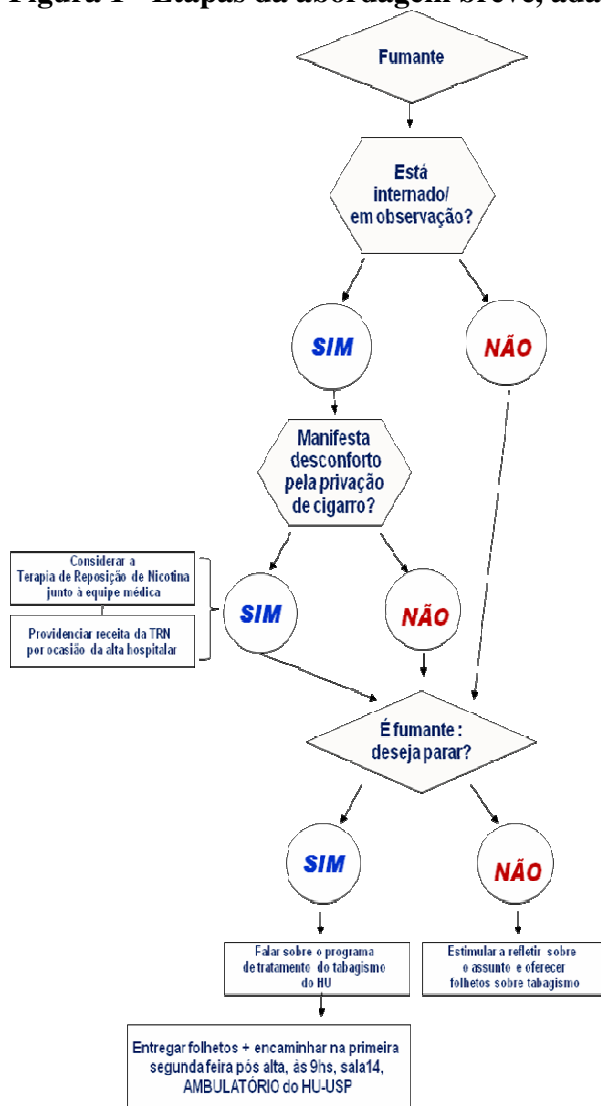 Figura 1 - Etapas da abordagem breve, ada
Fumante
Está
internado/
em observação?
SIM
NÃO
Manifesta
desconforto
pela privação
de cigarro?
Considerar a
Terapia de Reposição de Nicotina
junto à equipe médica
Providenciar receita da TRN
por ocasião da alta hospitalar
SIM
NÃO
É fumante :
deseja parar?
SIM
NÃO
Falar sobre o programa
de tratamento do tabagismo
do HU
Estimular a refletir sobre
o assunto e oferecer
folhetos sobre tabagismo
Entregar folhetos + encaminhar na primeira
segunda feira pós alta, às 9hs, sala14,
AMBULATÓRIO do HU-USP